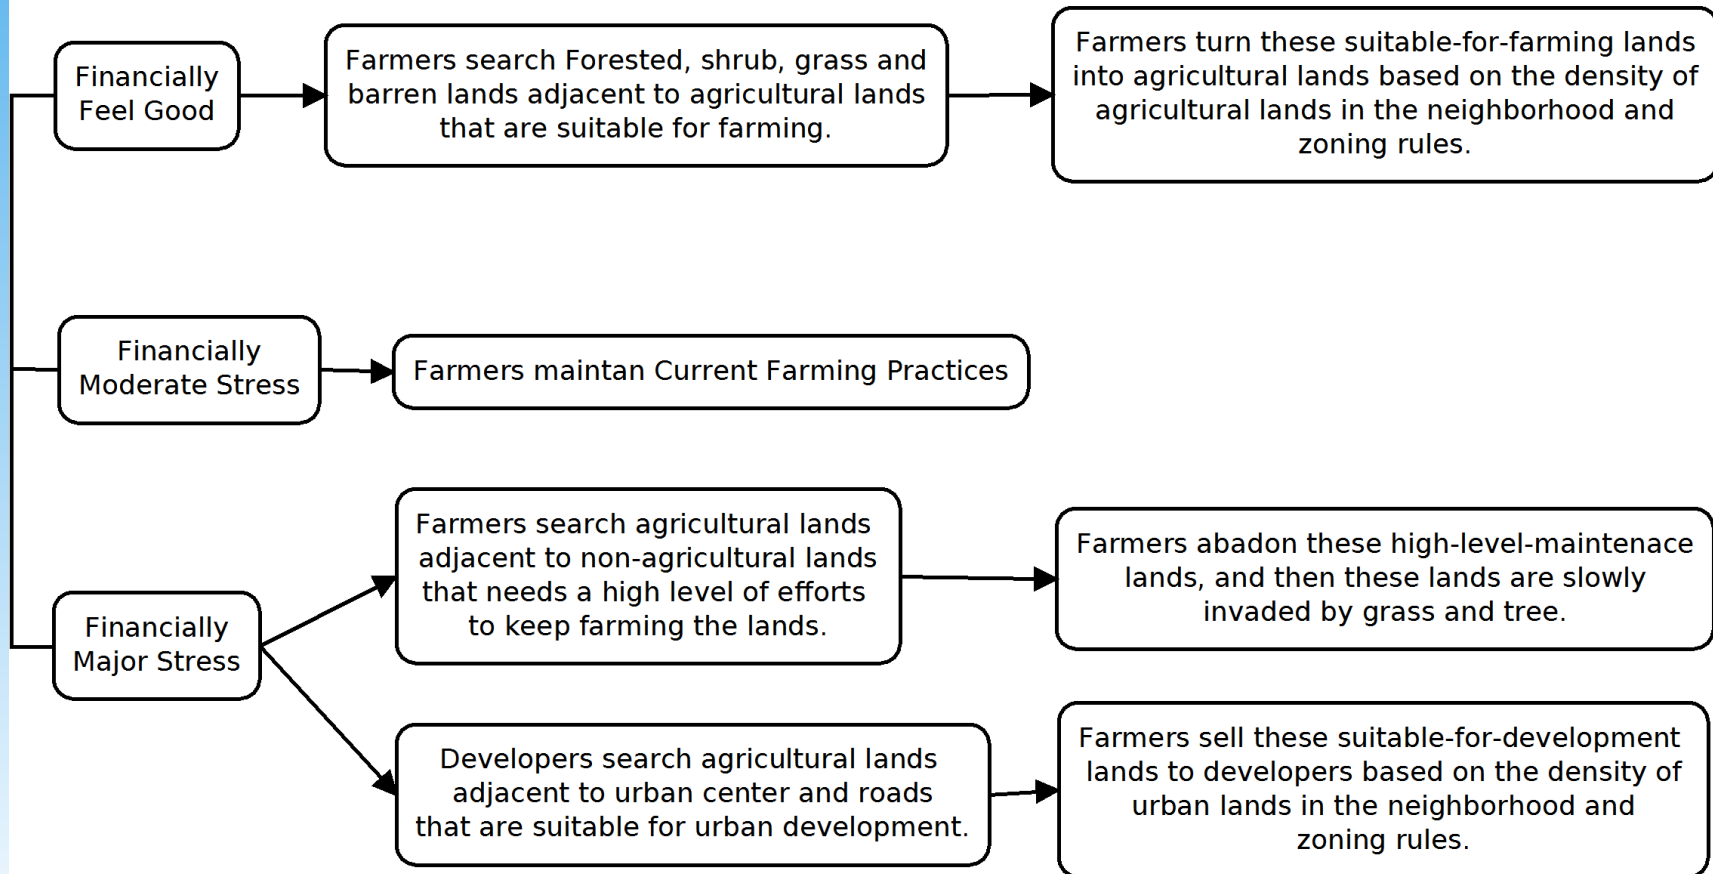 Financially
Feel Good
Farmers search Forested, shrub, grass and
barren lands adjacent to agricultural lands
that are suitable for farming.
Farmers turn these suitable-for-farming lands
into agricultural lands based on the density of
agricultural lands in the neighborhood and
zoning rules.
Financially
Moderate Stress
Farmers maintan Current Farming Practices
Financially
Major Stress
Farmers search agricultural lands
adjacent to non-agricultural lands
that needs a high level of efforts
to keep farming the lands.
Farmers abadon these high-level-maintenace
lands, and then these lands are slowly
invaded by grass and tree.
Developers search agricultural lands
adjacent to urban center and roads
that are suitable for urban development.
Farmers sell these suitable-for-development
lands to developers based on the density of
urban lands in the neighborhood and
zoning rules.